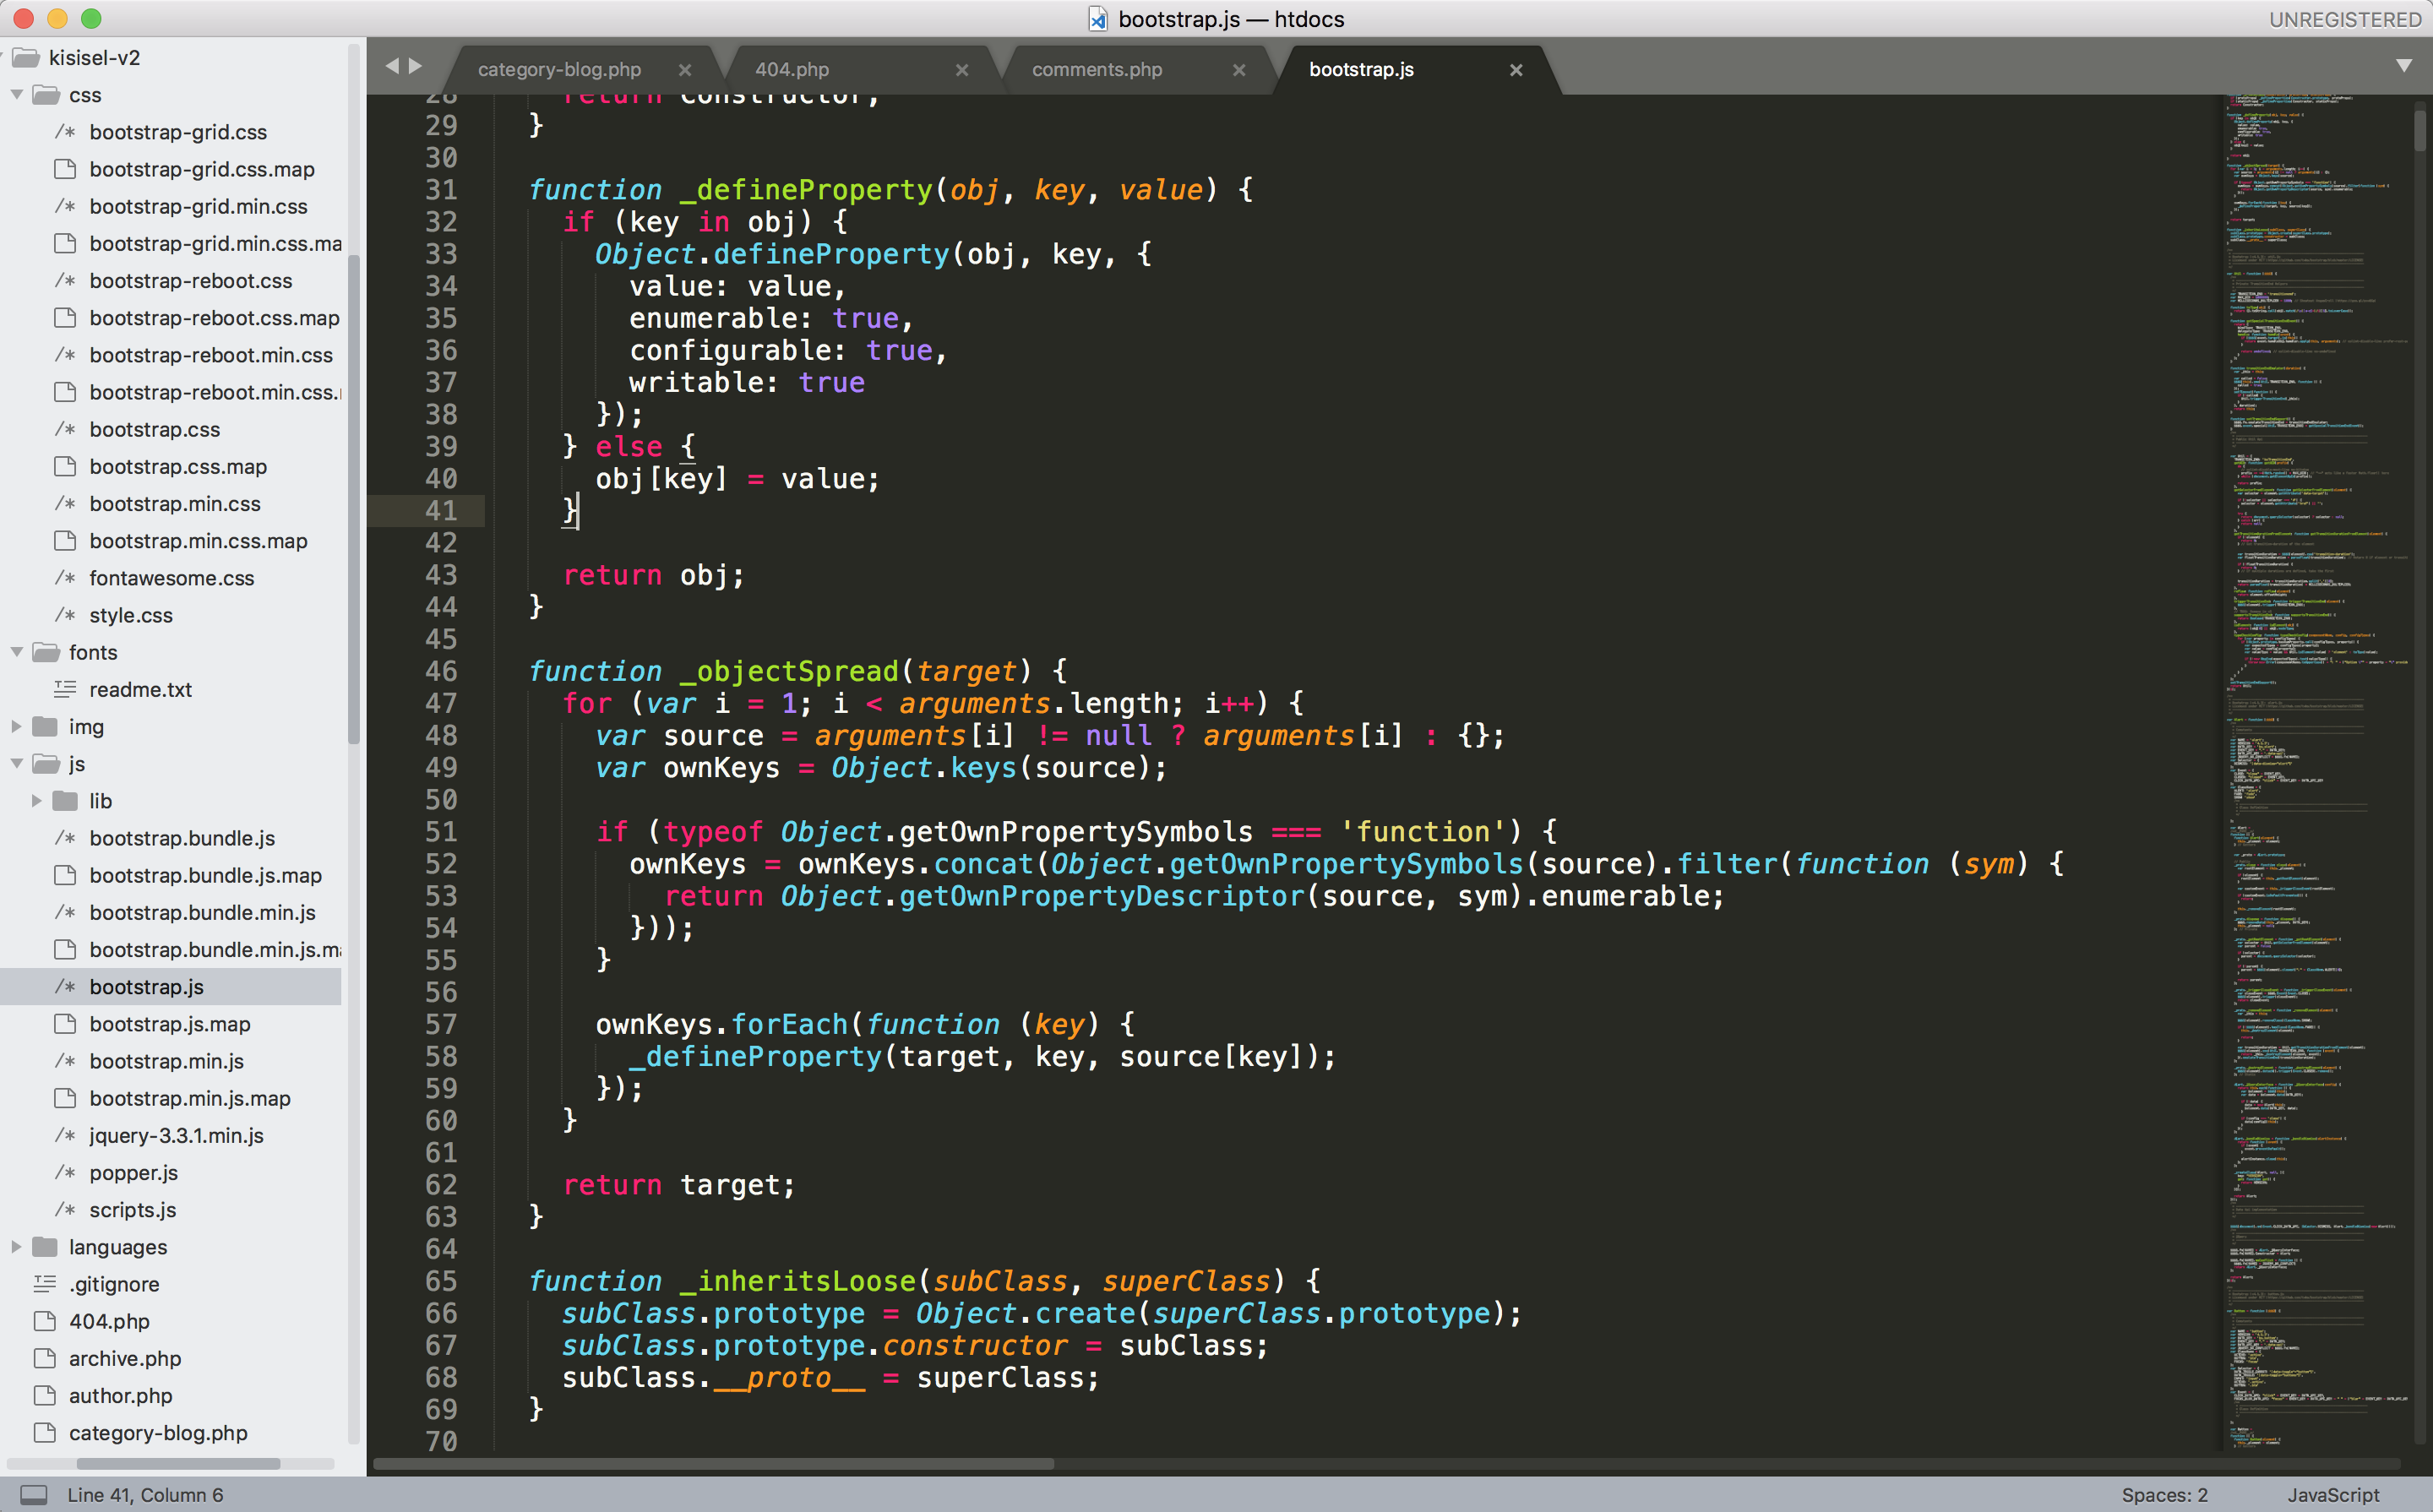 bootstrap.js — htdocs
UNREGISTERED
kisisel-v2
css
/* bootstrap-grid.css
bootstrap-grid.css.map
/* bootstrap-grid.min.css
bootstrap-grid.min.css.ma
/* bootstrap-reboot.css
bootstrap-reboot.css.map
/* bootstrap-reboot.min.css
bootstrap-reboot.min.css.
/* bootstrap.css
bootstrap.css.map
/* bootstrap.min.css
bootstrap.min.css.map
/* fontawesome.css
/* style.css
fonts
readme.txt
img
js
lib
/* bootstrap.bundle.js
bootstrap.bundle.js.map
/* bootstrap.bundle.min.js
bootstrap.bundle.min.js.ma
/* bootstrap.js
bootstrap.js.map
/* bootstrap.min.js
bootstrap.min.js.map
/* jquery-3.3.1.min.js
/* popper.js
/* scripts.js
languages
.gitignore
404.php
archive.php
author.php
category-blog.php
category-blog.php
404.php
comments.php
bootstrap.js
28 return Constructor;
29 }
30
31 function _defineProperty(obj, key, value) {
32 if (key in obj) {
33 Object.defineProperty(obj, key, {
34 value: value,
35 enumerable: true,
36 configurable: true,
37 writable: true
38 });
39 } else {
40 obj[key] = value;
41 }
42
43 return obj;
44 }
45
46 function _objectSpread(target) {
47 for (var i = 1; i < arguments.length; i++) {
48 var source = arguments[i] != null ? arguments[i] : {};
49 var ownKeys = Object.keys(source);
50
51 if (typeof Object.getOwnPropertySymbols === 'function') {
52 ownKeys = ownKeys.concat(Object.getOwnPropertySymbols(source).filter(function (sym) {
53 return Object.getOwnPropertyDescriptor(source, sym).enumerable;
54 }));
55 }
56
57 ownKeys.forEach(function (key) {
58 _defineProperty(target, key, source[key]);
59 });
60 }
61
62 return target;
63 }
64
65 function _inheritsLoose(subClass, superClass) {
66 subClass.prototype = Object.create(superClass.prototype);
67 subClass.prototype.constructor = subClass;
68 subClass.__proto__ = superClass;
69 }
70
Line 41, Column 6
Spaces: 2
JavaScript